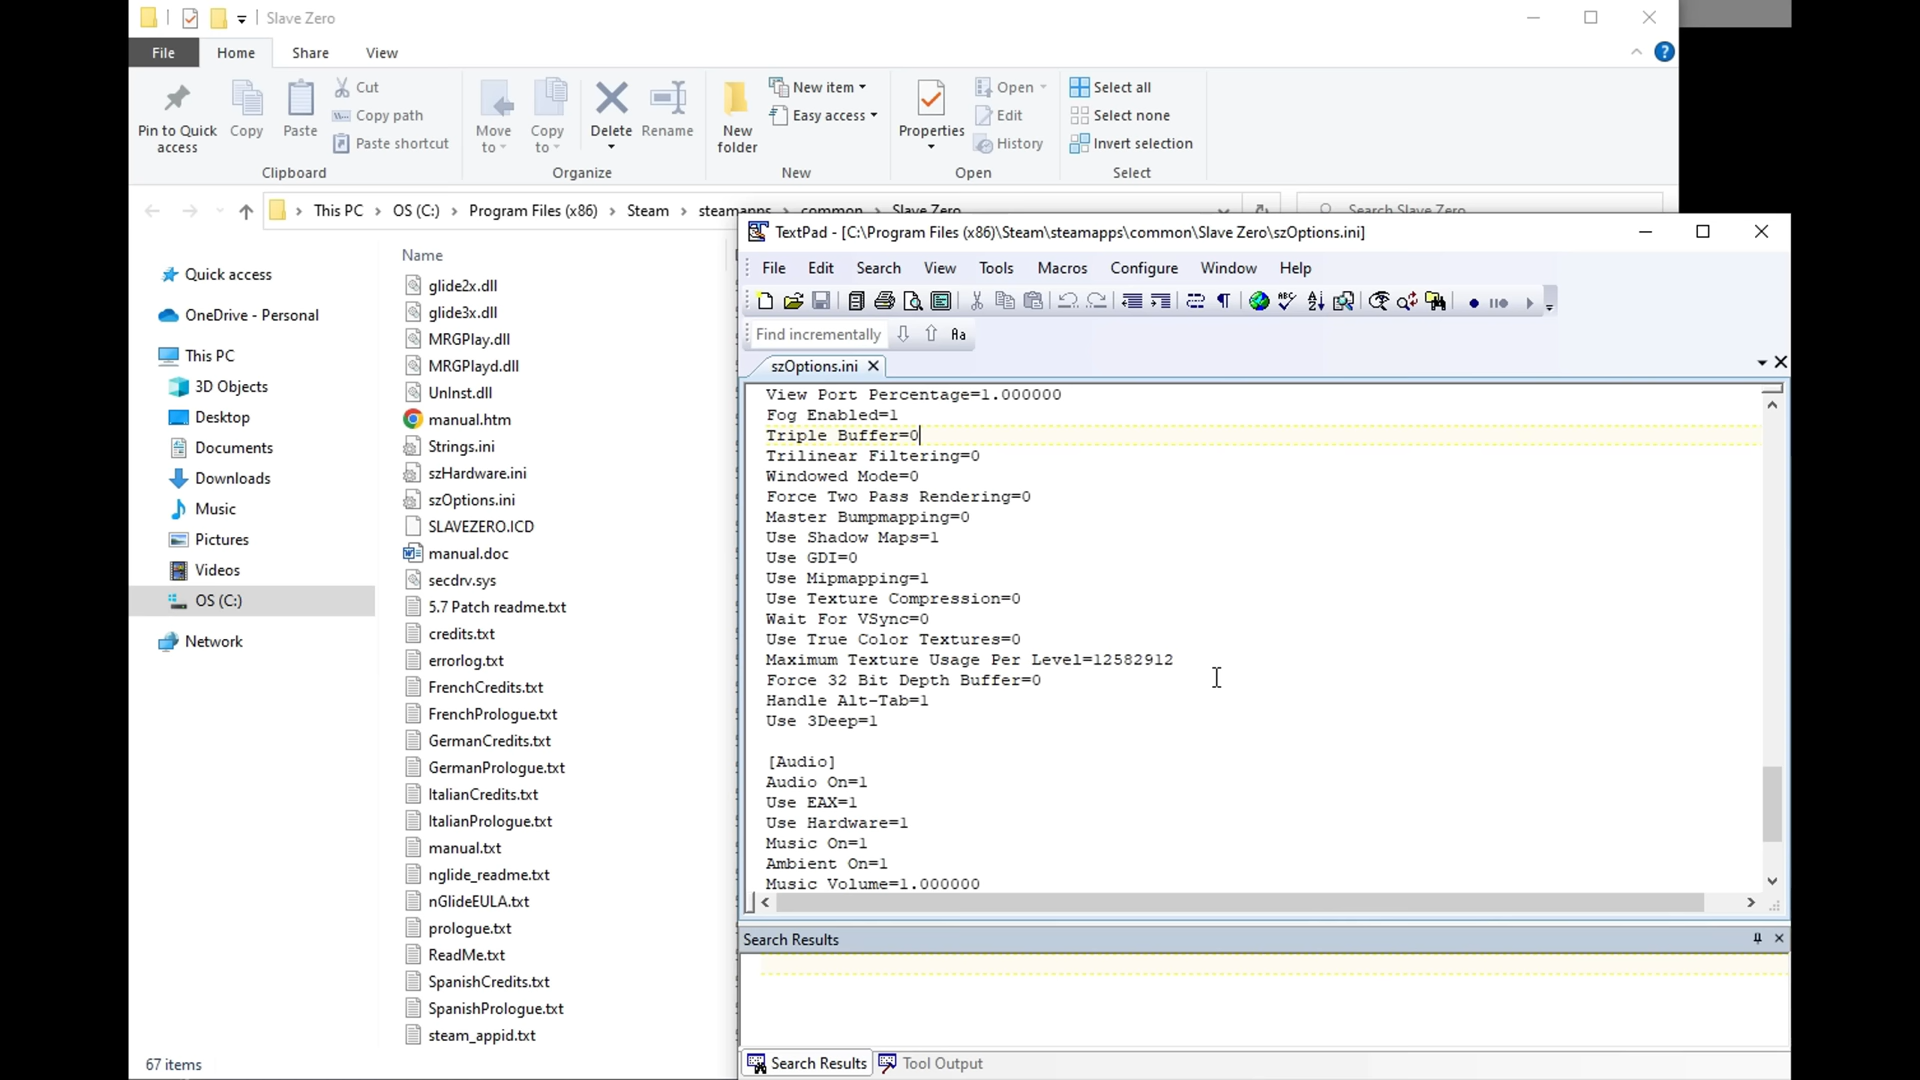 Slave Zero
File
Home
Share
View
Pin to Quick access
Copy
Paste
Cut
Copy path
Paste shortcut
Clipboard
Move to
Copy to
Delete
Rename
Organize
New folder
New item
Easy access
New
Properties
Open
Edit
History
Open
Select all
Select none
Invert selection
Select
This PC > OS (C:) > Program Files (x86) > Steam > steamapps > common > Slave Zero
Search Slave Zero
Quick access
OneDrive - Personal
This PC
3D Objects
Desktop
Documents
Downloads
Music
Pictures
Videos
OS (C:)
Network
Name
glide2x.dll
glide3x.dll
MRGPlay.dll
MRGPlayd.dll
UnInst.dll
manual.htm
Strings.ini
szHardware.ini
szOptions.ini
SLAVEZERO.ICD
manual.doc
secdrv.sys
5.7 Patch readme.txt
credits.txt
errorlog.txt
FrenchCredits.txt
FrenchPrologue.txt
GermanCredits.txt
GermanPrologue.txt
ItalianCredits.txt
ItalianPrologue.txt
manual.txt
nglide_readme.txt
nGlideEULA.txt
prologue.txt
ReadMe.txt
SpanishCredits.txt
SpanishPrologue.txt
steam_appid.txt
67 items
TextPad - [C:\Program Files (x86)\Steam\steamapps\common\Slave Zero\szOptions.ini]
File Edit Search View Tools Macros Configure Window Help
Find incrementally
Aa
szOptions.ini
View Port Percentage=1.000000
Fog Enabled=1
Triple Buffer=0
Trilinear Filtering=0
Windowed Mode=0
Force Two Pass Rendering=0
Master Bumpmapping=0
Use Shadow Maps=1
Use GDI=0
Use Mipmapping=1
Use Texture Compression=0
Wait For VSync=0
Use True Color Textures=0
Maximum Texture Usage Per Level=12582912
Force 32 Bit Depth Buffer=0
Handle Alt-Tab=1
Use 3Deep=1
[Audio]
Audio On=1
Use EAX=1
Use Hardware=1
Music On=1
Ambient On=1
Music Volume=1.000000
Search Results
Search Results
Tool Output